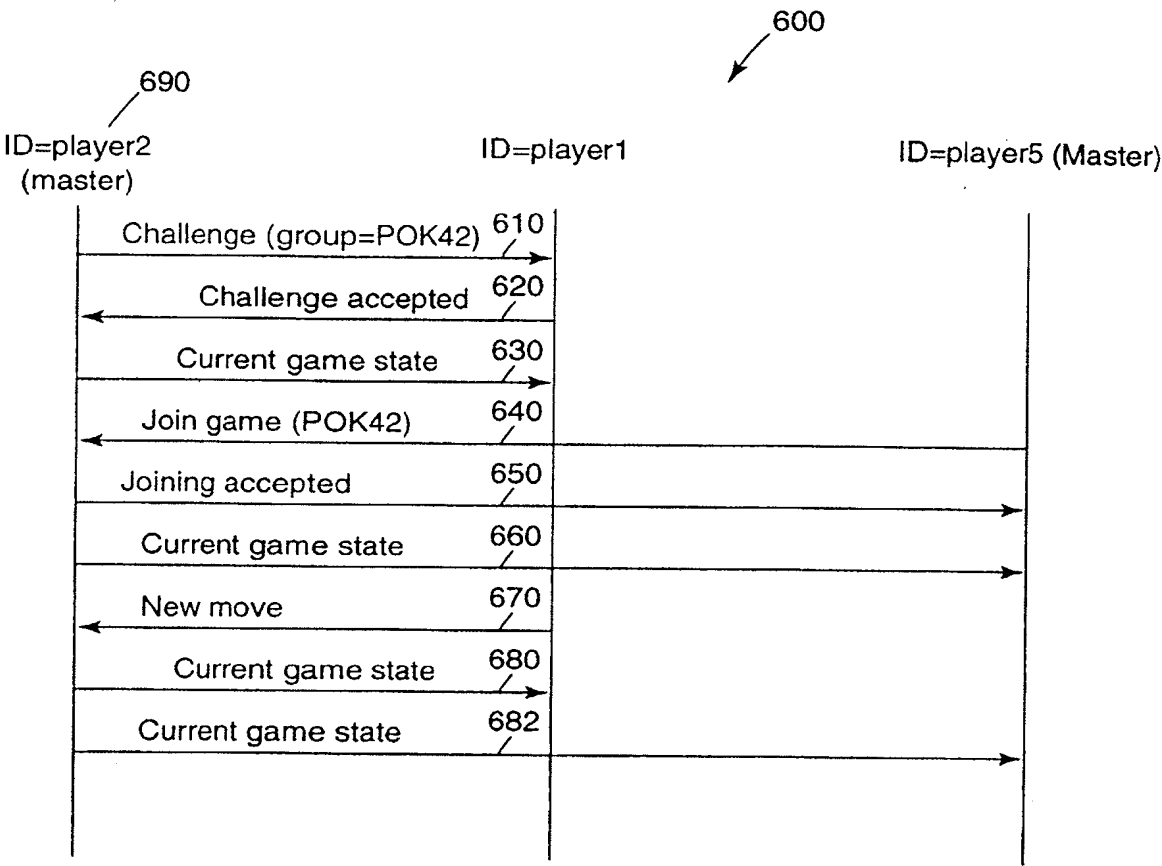 600
690
ID=player2
(master)
ID=player1
ID=player5 (Master)
Challenge (group=POK42) 610
Challenge accepted 620
Current game state 630
Join game (POK42) 640
Joining accepted 650
Current game state 660
New move 670
Current game state 680
Current game state 682